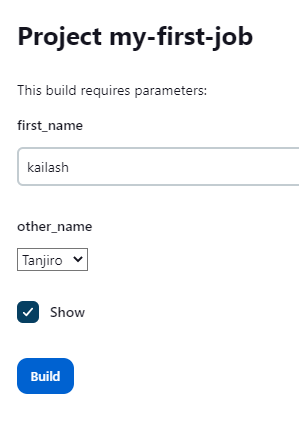 Project my-first-job
This build requires parameters:
first_name
kailash
other_name
Tanjiro
Show
Build